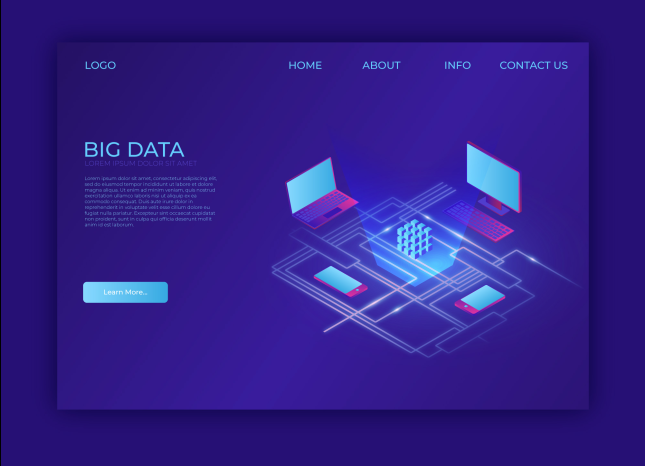 LOGO
HOME
ABOUT
INFO
CONTACT US
BIG DATA
LOREM IPSUM DOLOR SIT AMET
Lorem ipsum dolor sit amet, consectetur adipiscing elit,
sed do eiusmod tempor incididunt ut labore et dolore
magna aliqua. Ut enim ad minim veniam, quis nostrud
exercitation ullamco laboris nisi ut aliquip ex ea
commodo consequat. Duis aute irure dolor in
reprehenderit in voluptate velit esse cillum dolore eu
fugiat nulla pariatur. Excepteur sint occaecat cupidatat
non proident, sunt in culpa qui officia deserunt mollit
anim id est laborum.
Learn More...